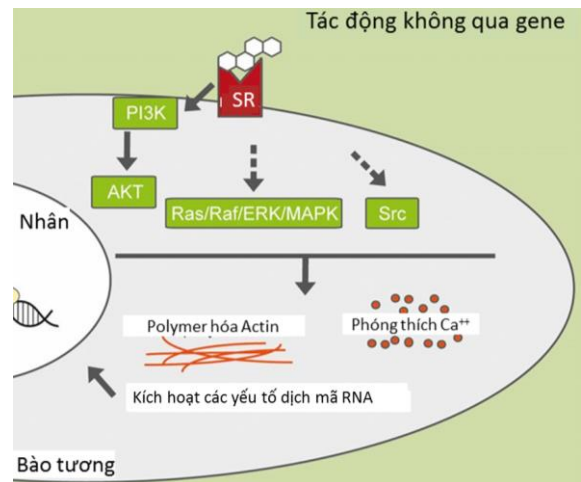 Tác động không qua gene
SR
PI3K
AKT
Ras/Raf/ERK/MAPK
Src
Nhân
Polymer hóa Actin
Phóng thích Ca⁺⁺
Kích hoạt các yếu tố dịch mã RNA
Bào tương